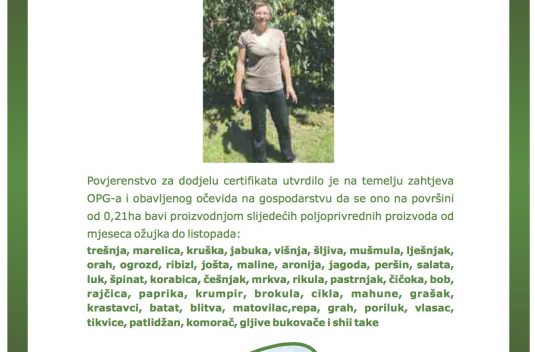 Povjerenstvo za dodjelu certifikata utvrdilo je na temelju zahtjeva
OPG-a i obavljenog očevida na gospodarstvu da se ono na površini
od 0,21ha bavi proizvodnjom slijedećih poljoprivrednih proizvoda od
mjeseca ožujka do listopada:
trešnja, marelica, kruška, jabuka, višnja, šljiva, mušmula, lješnjak,
orah, ogrozd, ribizl, jošta, maline, aronija, jagoda, peršin, salata,
luk, špinat, korabica, češnjak, mrkva, rikula, pastrnjak, čičoka, bob,
rajčica, paprika, krumpir, brokula, cikla, mahune, grašak,
krastavci, batat, blitva, matovilac,repa, grah, poriluk, vlasac,
tikvice, patlidžan, komorač, gljive bukovače i shii take